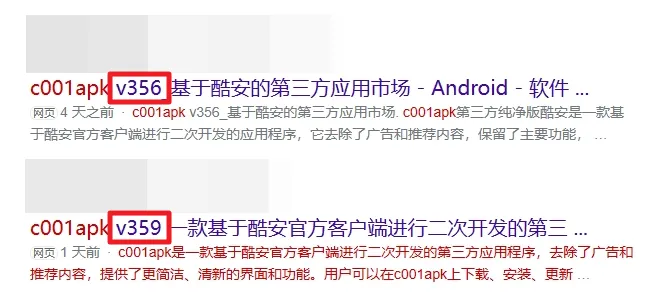 c001apk v356_基于酷安的第三方应用市场 - Android - 软件 ...
网页 4 天之前 · c001apk v356_基于酷安的第三方应用市场. c001apk第三方纯净版酷安是一款基
于酷安官方客户端进行二次开发的应用程序，它去除了广告和推荐内容，保留了主要功能， …
c001apk v359 一款基于酷安官方客户端进行二次开发的第三 ...
网页 1 天前 · c001apk是一款基于酷安官方客户端进行二次开发的第三方应用程序，去除了广告和
推荐内容，提供了更简洁、清新的界面和功能。用户可以在c001apk上下载、安装、更新 ...